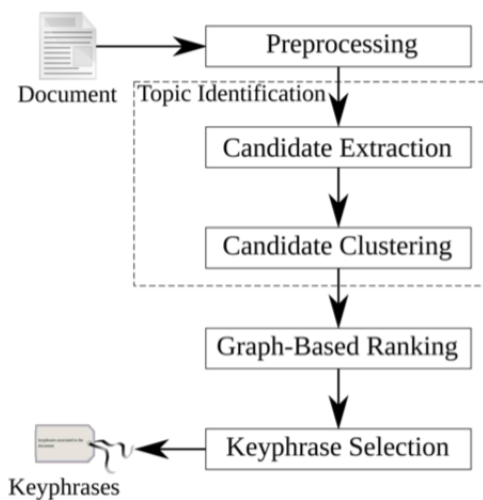 Preprocessing
Document
Topic Identification
Candidate Extraction
Candidate Clustering
Graph-Based Ranking
Keyphrase Selection
Keyphrases